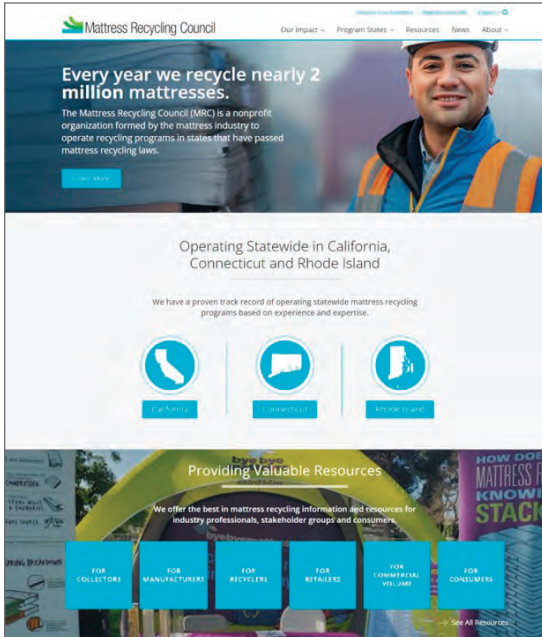 Mattress Recycling Council
Our Impact
Program States
Resources
News
About
Every year we recycle nearly 2
million mattresses.
The Mattress Recycling Council (MRC) is a nonprofit
organization formed by the mattress industry to
operate recycling programs in states that have passed
mattress recycling laws.
Learn More
Operating Statewide in California,
Connecticut and Rhode Island
We have a proven track record of operating statewide mattress recycling
programs based on experience and expertise.
California
Connecticut
Rhode Island
bye bye
Providing Valuable Resources
We offer the best in mattress recycling information and resources for
industry professionals, stakeholder groups and consumers.
HOW DOE
MATTRESS R
KNOWL
STACK
FOR
COLLECTORS
FOR
MANUFACTURERS
FOR
RECYCLERS
FOR
RETAILERS
FOR
COMMERCIAL
VOLUME
FOR
CONSUMERS
See All Resources